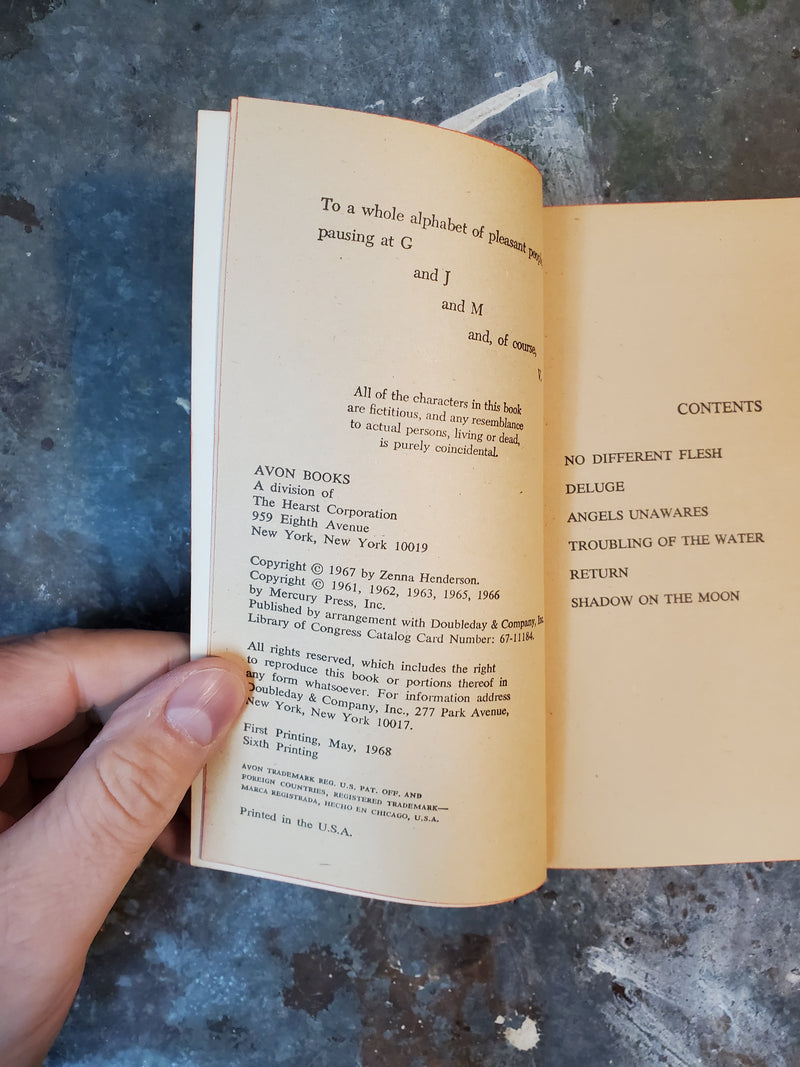 To a whole alphabet of pleasant people,
pausing at G
and J
and M
and, of course,
V.
All of the characters in this book
are fictitious, and any resemblance
to actual persons, living or dead,
is purely coincidental.
AVON BOOKS
A division of
The Hearst Corporation
959 Eighth Avenue
New York, New York 10019
Copyright © 1967 by Zenna Henderson.
Copyright © 1961, 1962, 1963, 1965, 1966
by Mercury Press, Inc.
Published by arrangement with Doubleday & Company, Inc.
Library of Congress Catalog Card Number: 67-11184.
All rights reserved, which includes the right
to reproduce this book or portions thereof in
any form whatsoever. For information address
Doubleday & Company, Inc., 277 Park Avenue,
New York, New York 10017.
First Printing, May, 1968
Sixth Printing
AVON TRADEMARK REG. U.S. PAT. OFF. AND
FOREIGN COUNTRIES, REGISTERED TRADEMARK—
MARCA REGISTRADA, HECHO EN CHICAGO, U.S.A.
Printed in the U.S.A.
CONTENTS
NO DIFFERENT FLESH
DELUGE
ANGELS UNAWARES
TROUBLING OF THE WATER
RETURN
SHADOW ON THE MOON